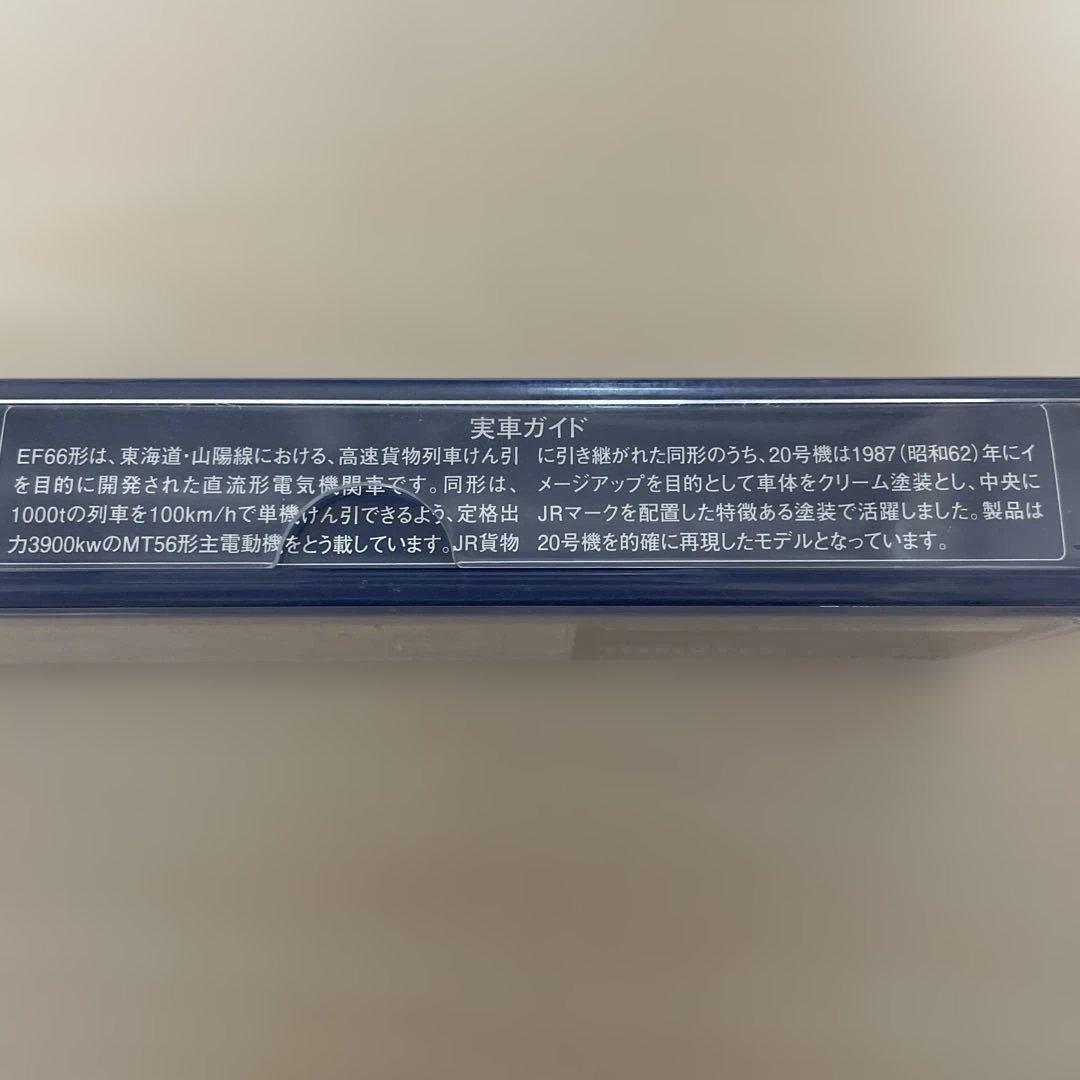 実車ガイド
EF66形は、東海道・山陽線における、高速貨物列車けん引
を目的に開発された直流形電気機関車です。同形は、
1000tの列車を100km/hで単機けん引できるよう、定格出
力3900kwのMT56形主電動機をとう載しています。JR貨物
に引き継がれた同形のうち、20号機は1987（昭和62）年にイ
メージアップを目的として車体をクリーム塗装とし、中央に
JRマークを配置した特徴ある塗装で活躍しました。製品は
20号機を的確に再現したモデルとなっています。